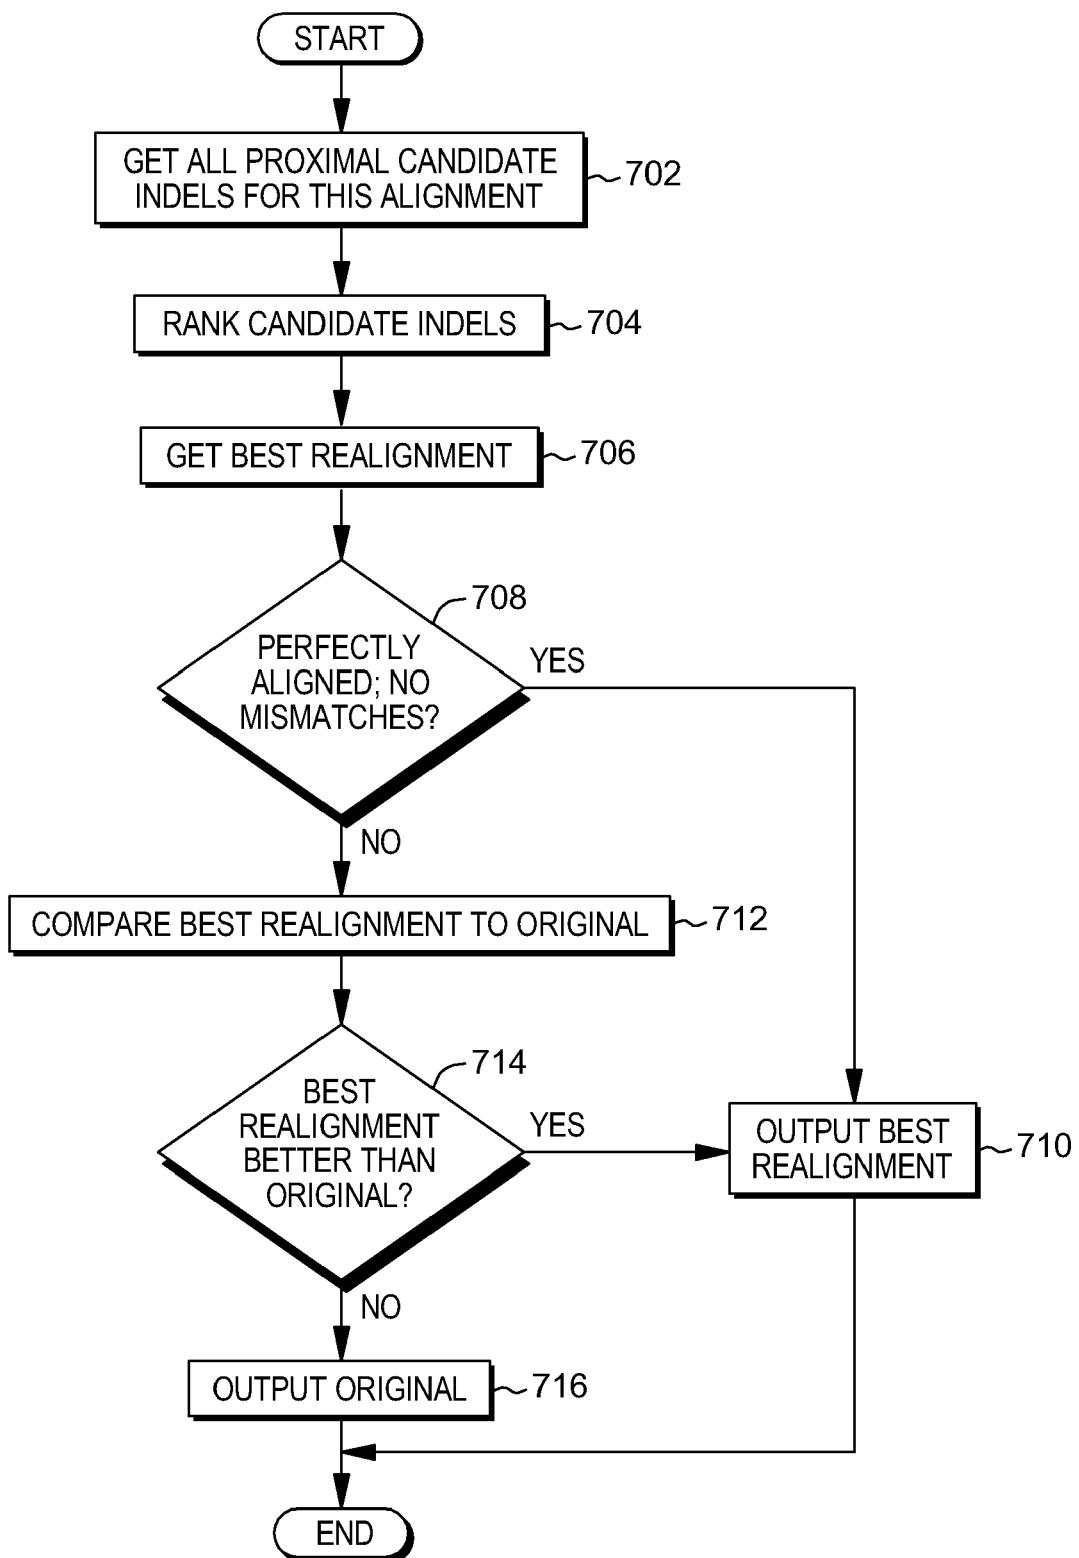 START
GET ALL PROXIMAL CANDIDATE
INDELS FOR THIS ALIGNMENT
702
RANK CANDIDATE INDELS
704
GET BEST REALIGNMENT
706
708
PERFECTLY
ALIGNED; NO
MISMATCHES?
YES
NO
COMPARE BEST REALIGNMENT TO ORIGINAL
712
714
BEST
REALIGNMENT
BETTER THAN
ORIGINAL?
YES
OUTPUT BEST
REALIGNMENT
710
NO
OUTPUT ORIGINAL
716
END